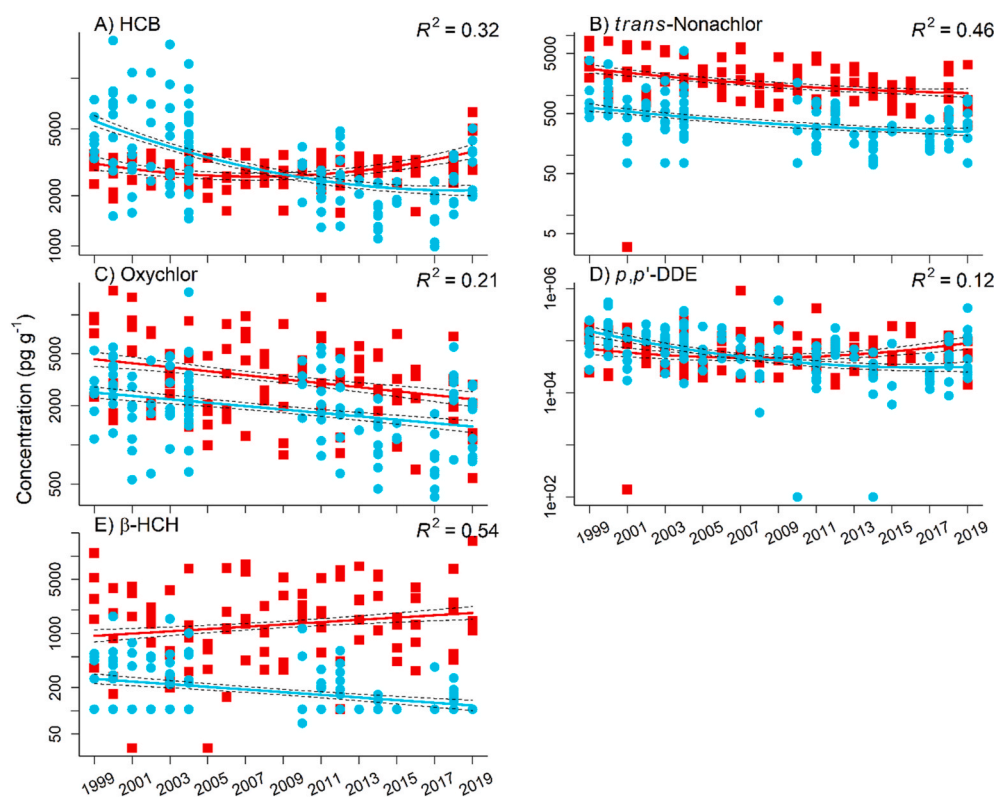 A) HCB
R² = 0.32
5000
2000
1000
B) trans-Nonachlor
R² = 0.46
5000
500
50
5
C) Oxychlor
R² = 0.21
5000
2000
500
D) p,p'-DDE
R² = 0.12
1e+06
1e+04
1e+02
1999 2001 2003 2005 2007 2009 2011 2013 2015 2017 2019
E) β-HCH
R² = 0.54
5000
1000
200
50
1999 2001 2003 2005 2007 2009 2011 2013 2015 2017 2019
Concentration (pg g⁻¹)